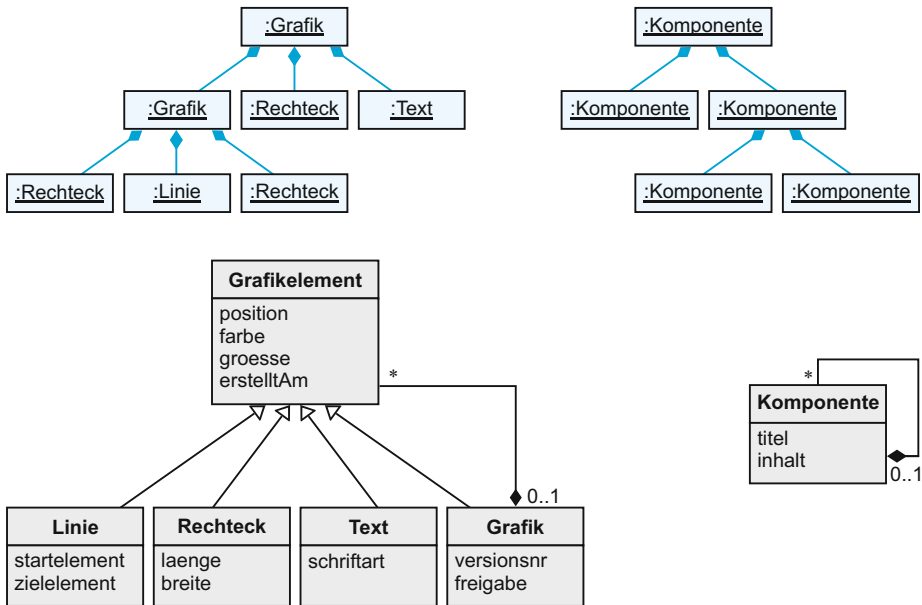 :Grafik
:Komponente
:Grafik
:Rechteck
:Text
:Komponente
:Komponente
:Rechteck
:Linie
:Rechteck
:Komponente
:Komponente
Grafikelement
position
farbe
groesse
erstelltAm
*
*
Komponente
titel
inhalt
0..1
0..1
Linie
startelement
zielelement
Rechteck
laenge
breite
Text
schriftart
Grafik
versionsnr
freigabe